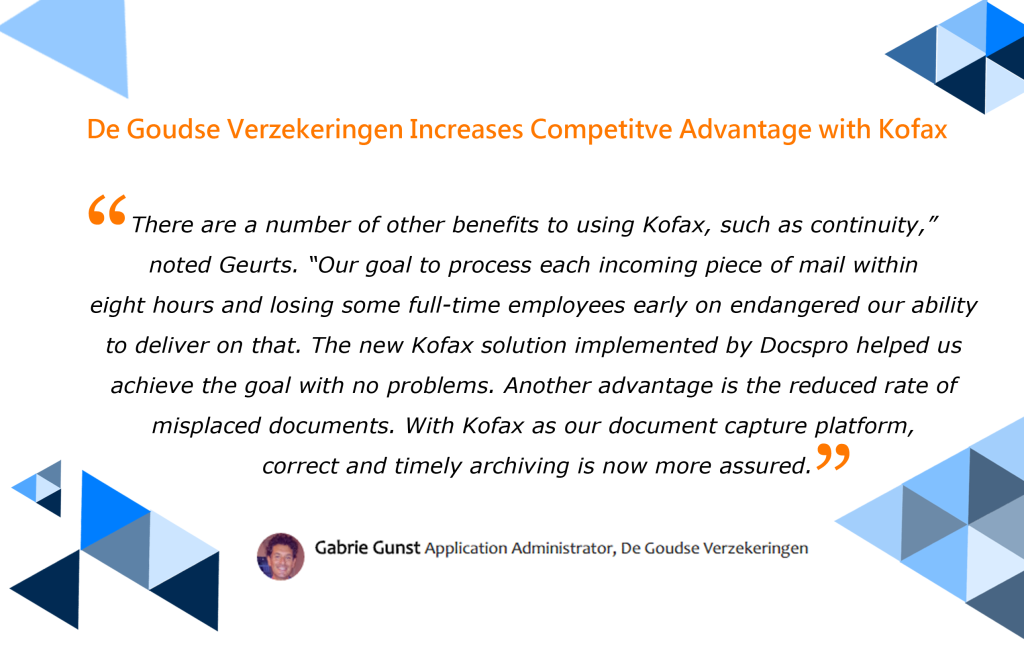 De Goudse Verzekeringen Increases Competitve Advantage with Kofax
“There are a number of other benefits to using Kofax, such as continuity,”
noted Geurts. “Our goal to process each incoming piece of mail within
eight hours and losing some full-time employees early on endangered our ability
to deliver on that. The new Kofax solution implemented by Docspro helped us
achieve the goal with no problems. Another advantage is the reduced rate of
misplaced documents. With Kofax as our document capture platform,
correct and timely archiving is now more assured.”
Gabrie Gunst Application Administrator, De Goudse Verzekeringen